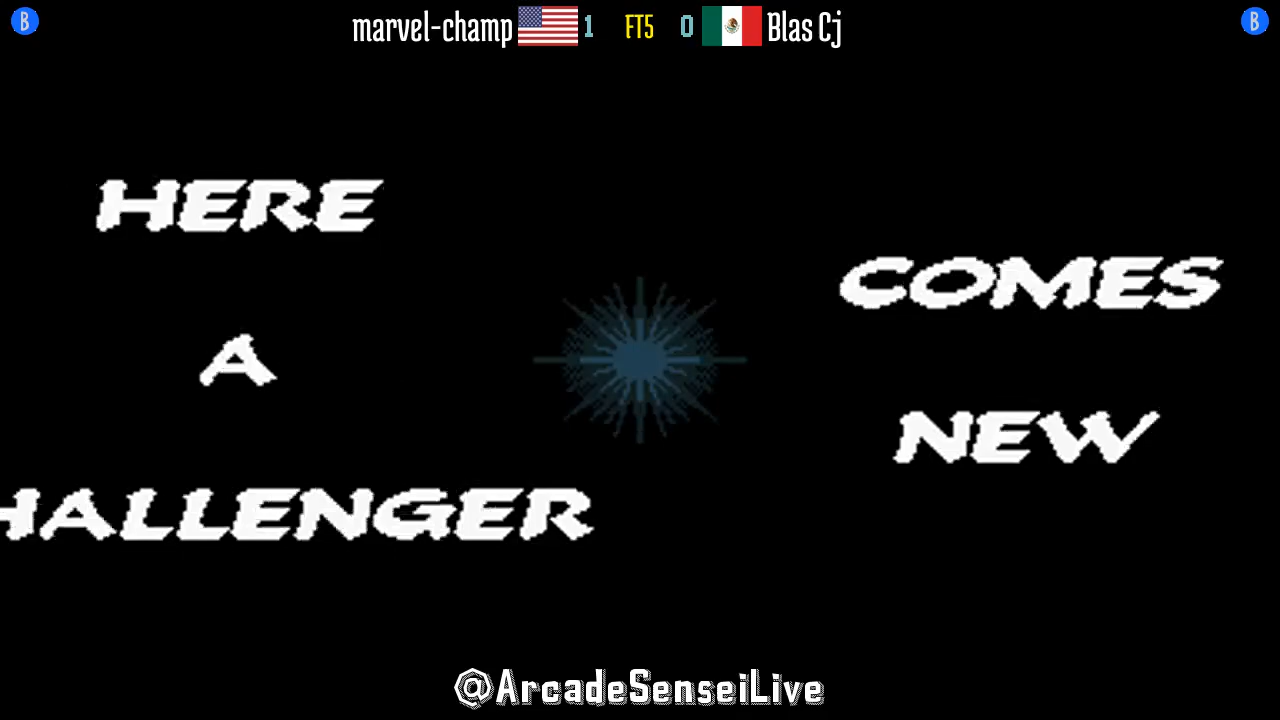 B marvel-champ 1 FT5 0 Blas Cj B
HERE
COMES
A
NEW
HALLENGER
@ArcadeSenseiLive